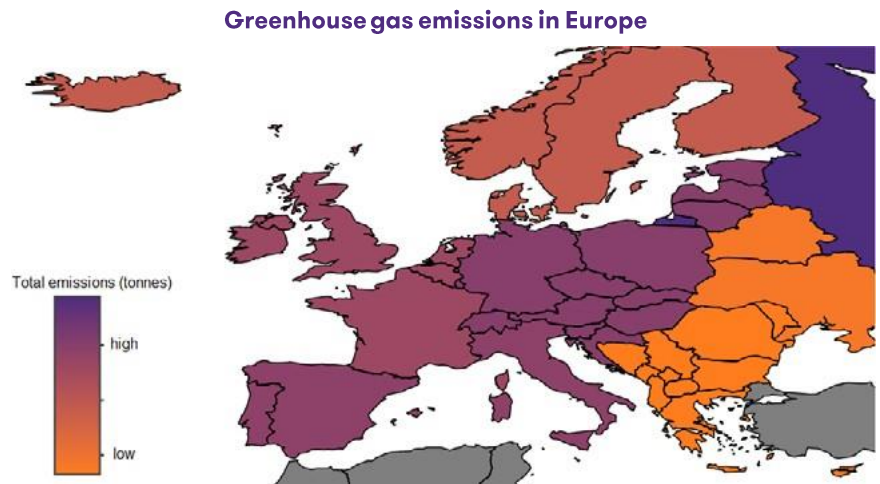 Greenhouse gas emissions in Europe
Total emissions (tonnes)
high
low